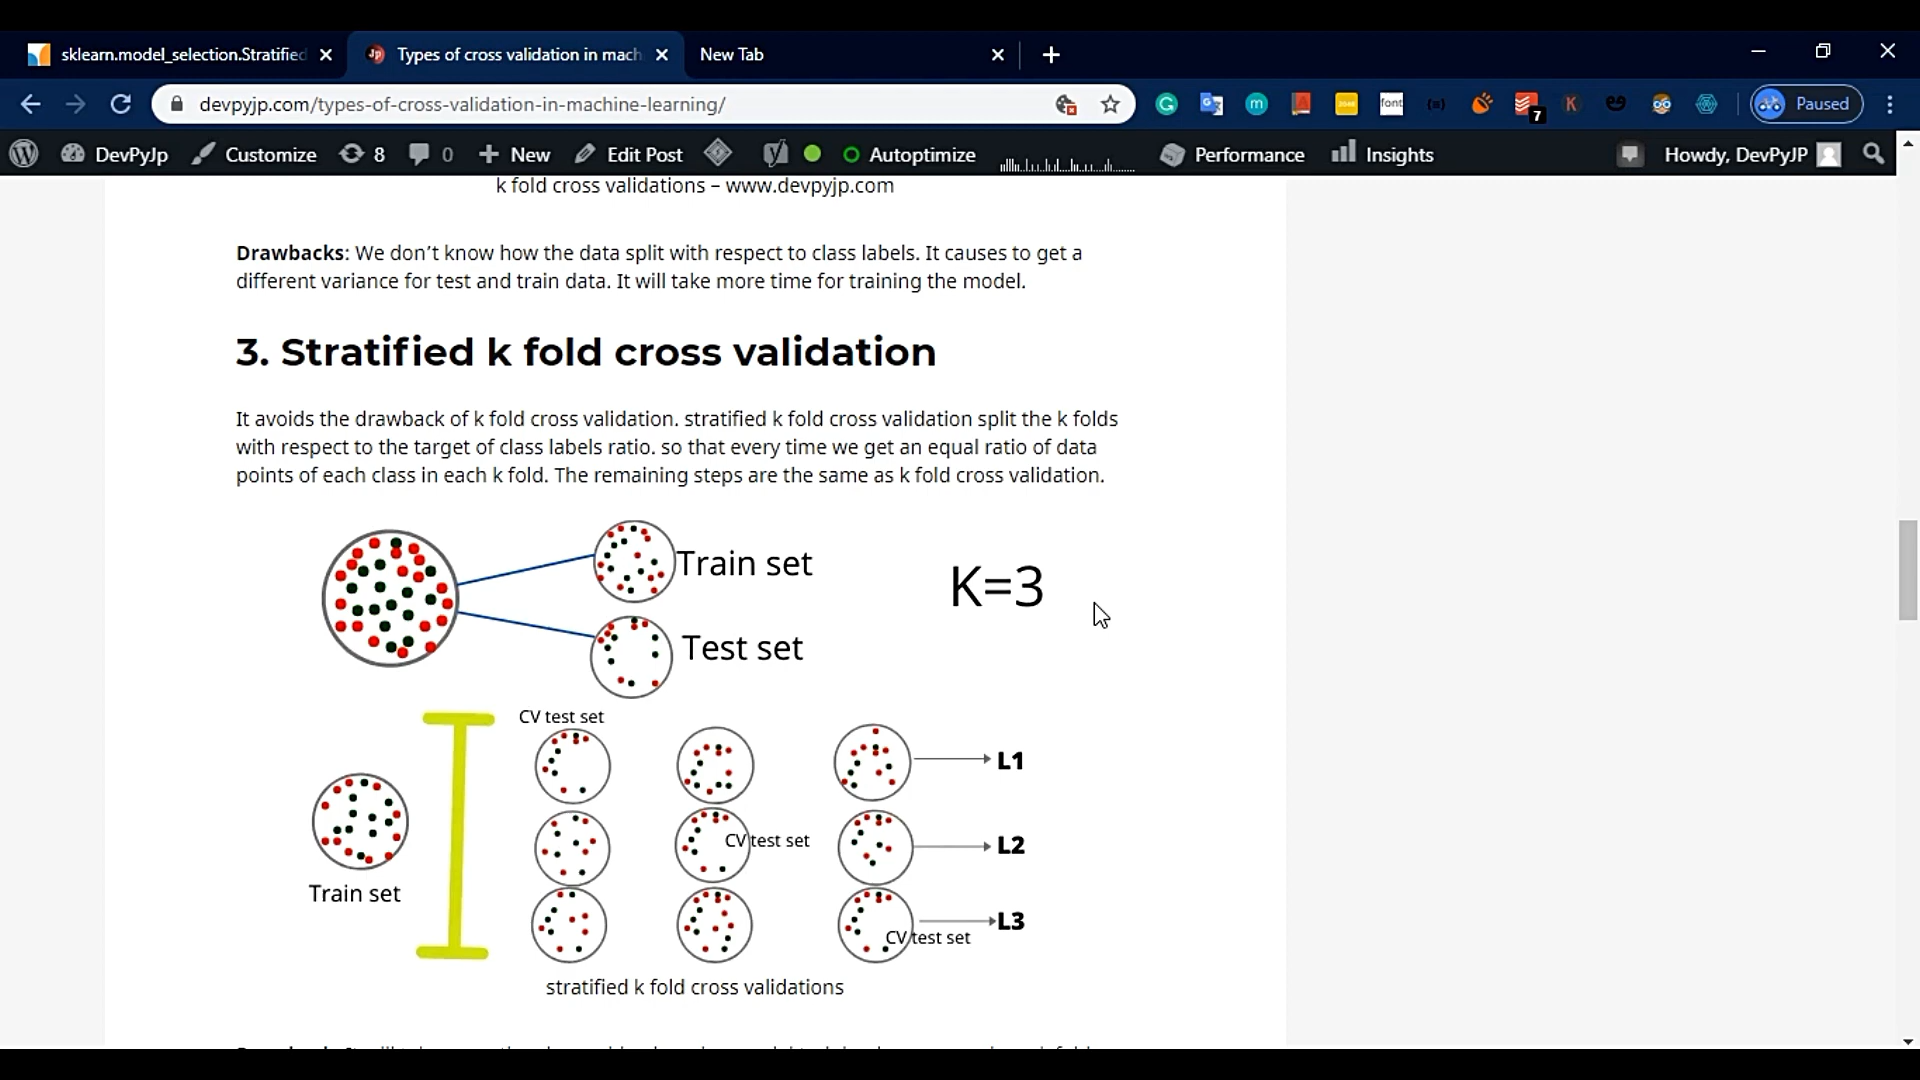 sklearn.model_selection.Stratified
Types of cross validation in mach
New Tab
devpyjp.com/types-of-cross-validation-in-machine-learning/
font
7
Paused
DevPyJp
Customize
8
0
New
Edit Post
Autoptimize
Performance
Insights
Howdy, DevPyJP
k fold cross validations – www.devpyjp.com
Drawbacks: We don’t know how the data split with respect to class labels. It causes to get a
different variance for test and train data. It will take more time for training the model.
3. Stratified k fold cross validation
It avoids the drawback of k fold cross validation. stratified k fold cross validation split the k folds
with respect to the target of class labels ratio. so that every time we get an equal ratio of data
points of each class in each k fold. The remaining steps are the same as k fold cross validation.
Train set
K=3
Test set
CV test set
L1
CV test set
L2
Train set
L3
CV test set
stratified k fold cross validations